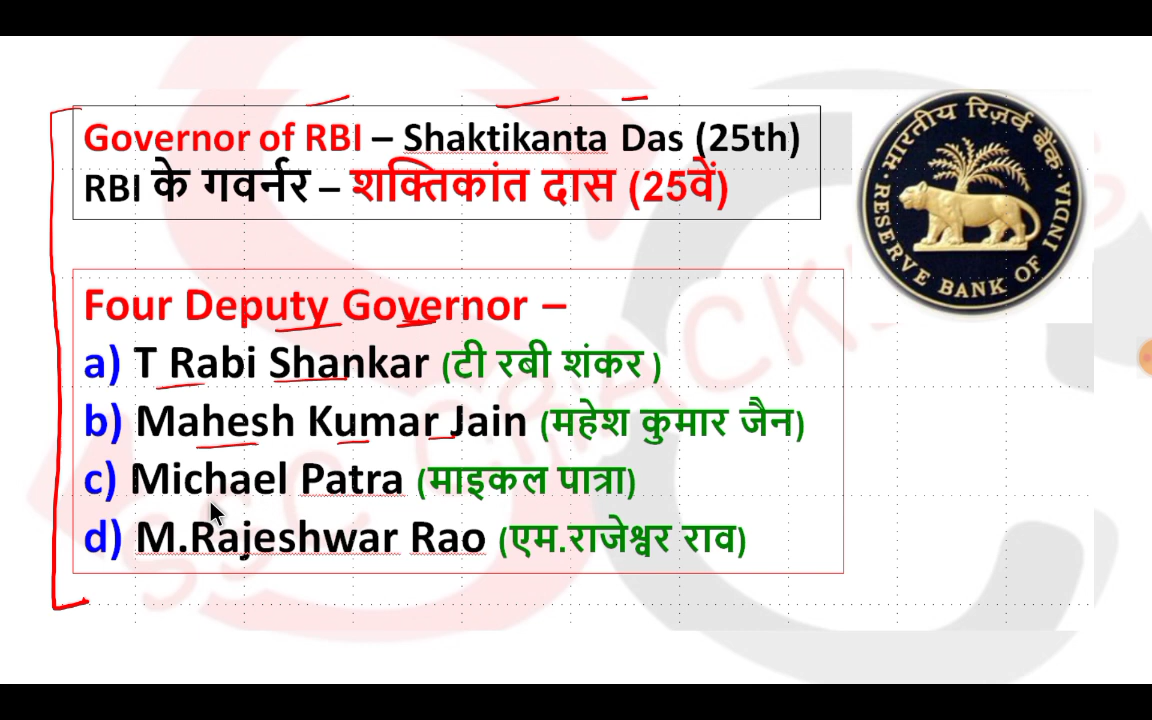 Governor of RBI – Shaktikanta Das (25th)
RBI के गवर्नर – शक्तिकांत दास (25वें)
भारतीय रिज़र्व बैंक
RESERVE BANK OF INDIA
Four Deputy Governor –
a) T Rabi Shankar (टी रबी शंकर )
b) Mahesh Kumar Jain (महेश कुमार जैन)
c) Michael Patra (माइकल पात्रा)
d) M.Rajeshwar Rao (एम.राजेश्वर राव)